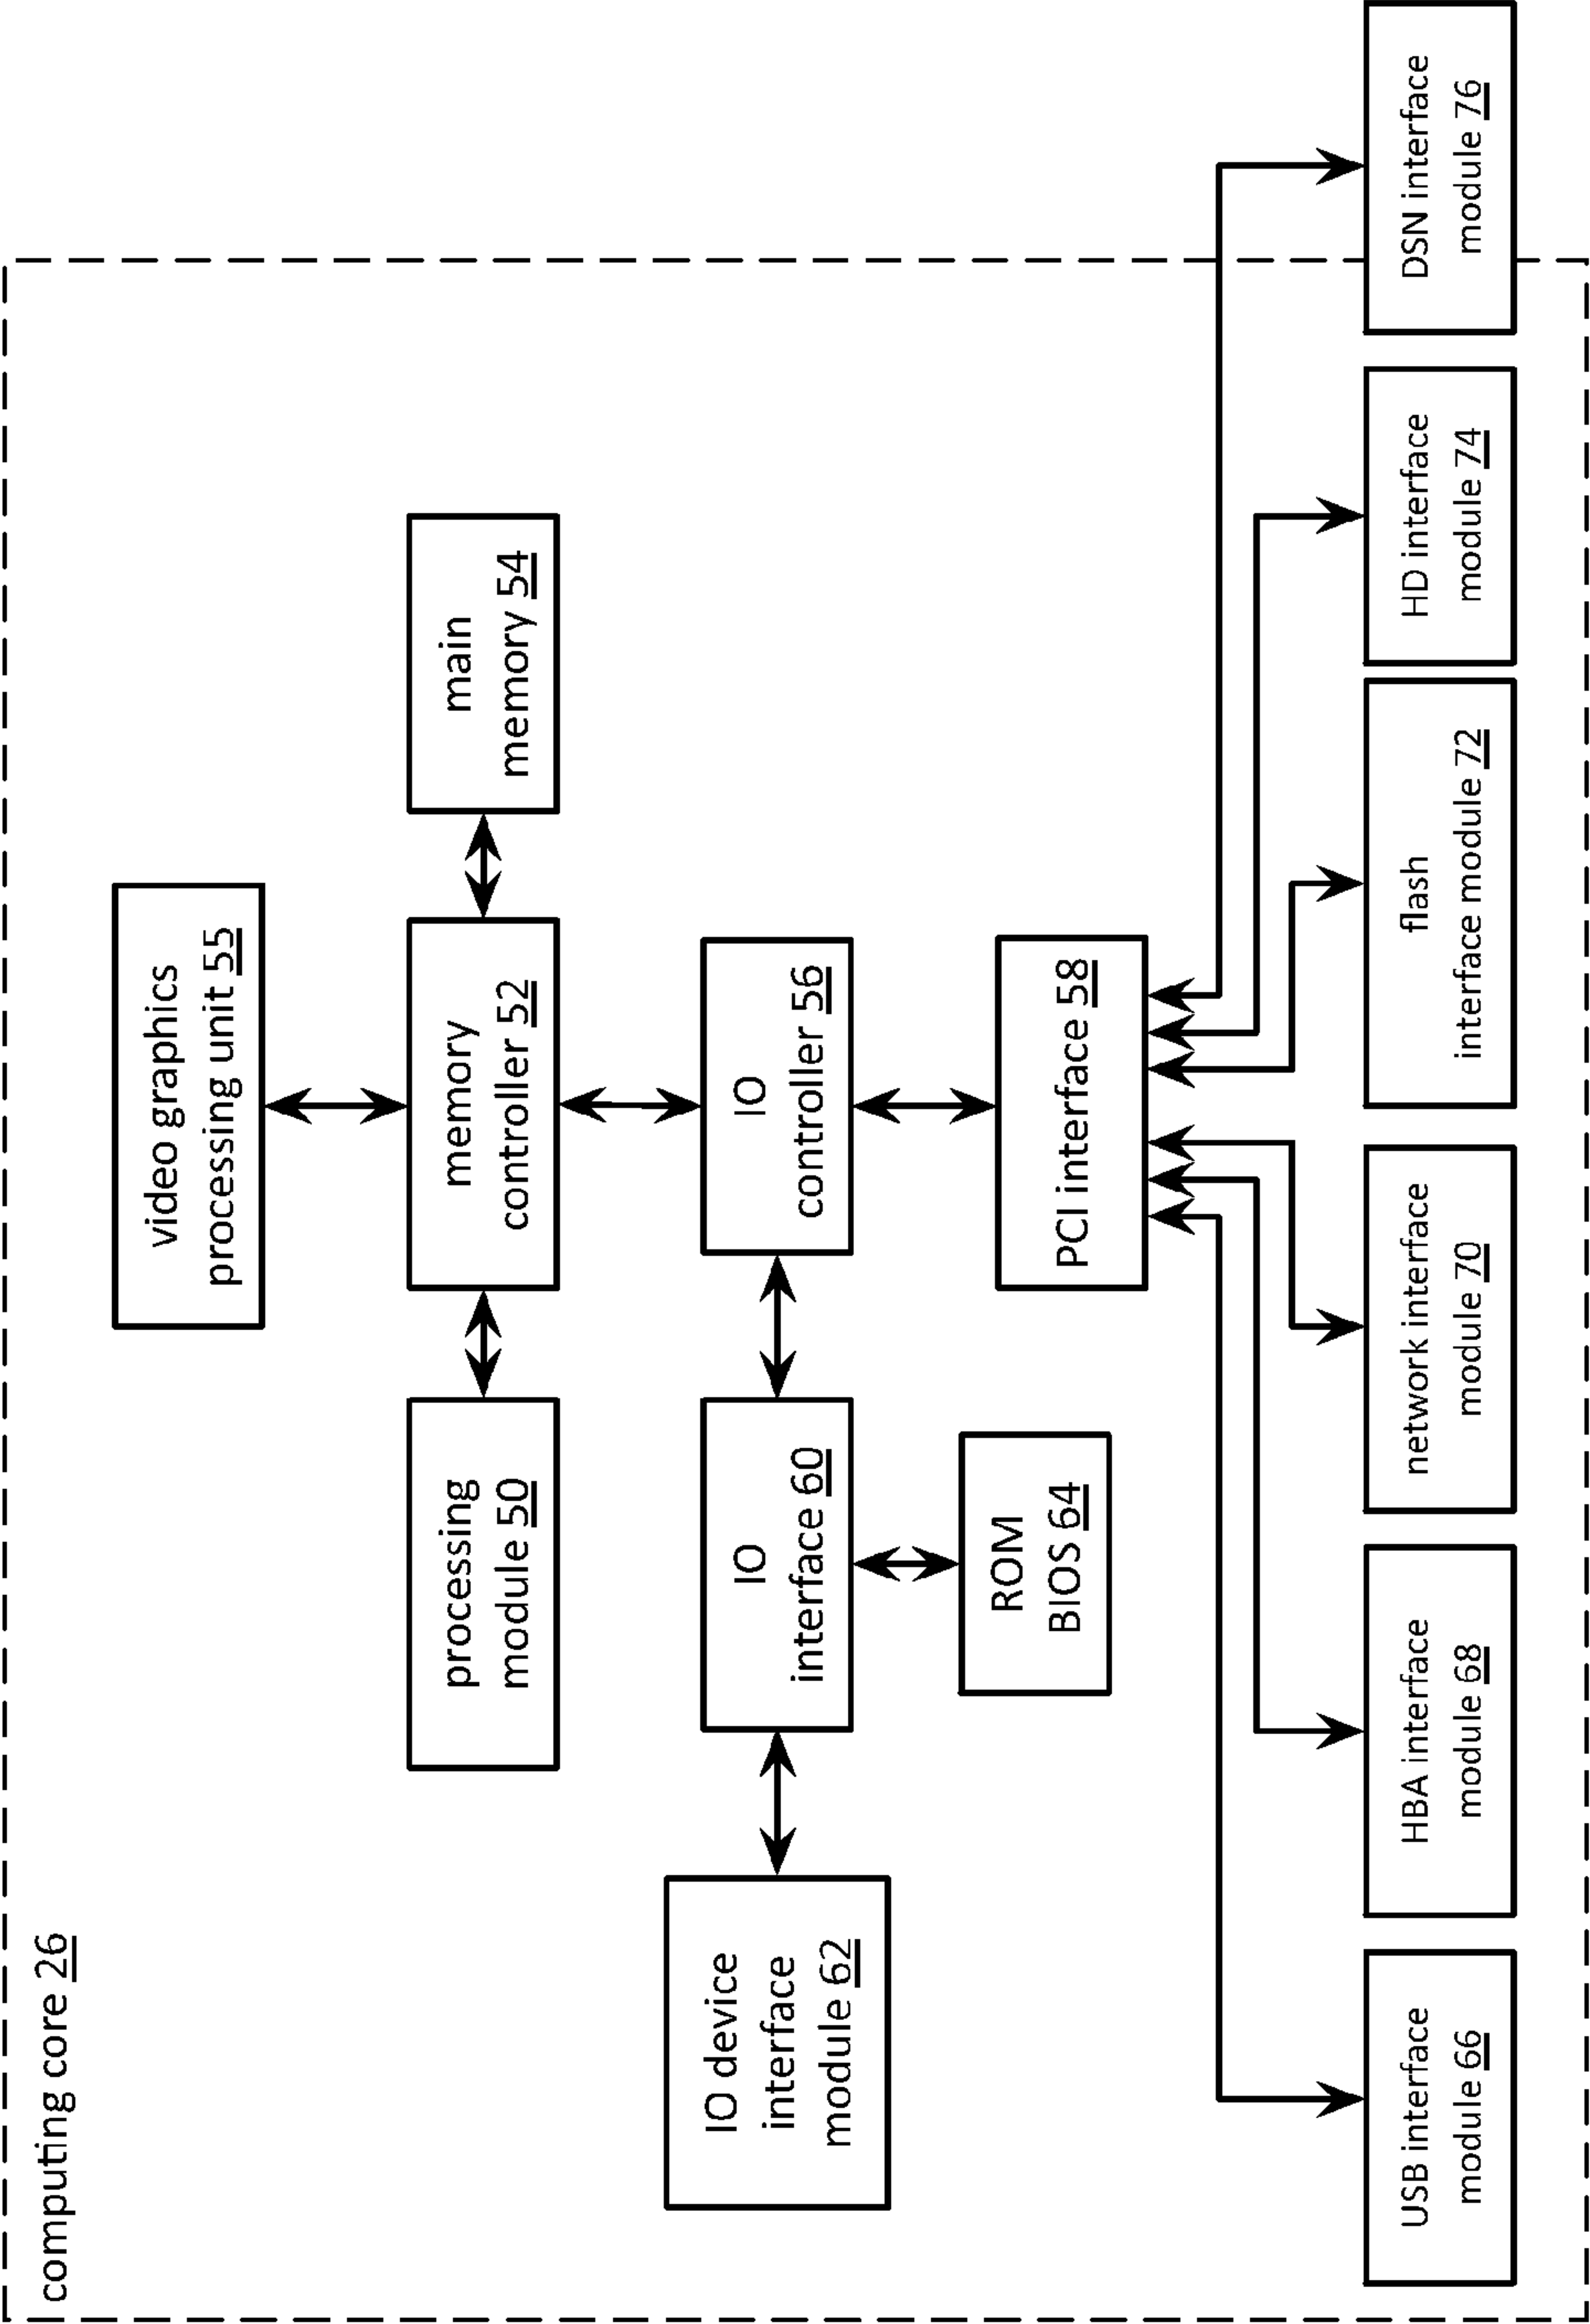 computing core 26
video graphics
processing unit 55
processing
module 50
memory
controller 52
main
memory 54
IO device
interface
module 62
IO
interface 60
IO
controller 56
ROM
BIOS 64
PCI interface 58
USB interface
module 66
HBA interface
module 68
network interface
module 70
flash
interface module 72
HD interface
module 74
DSN interface
module 76